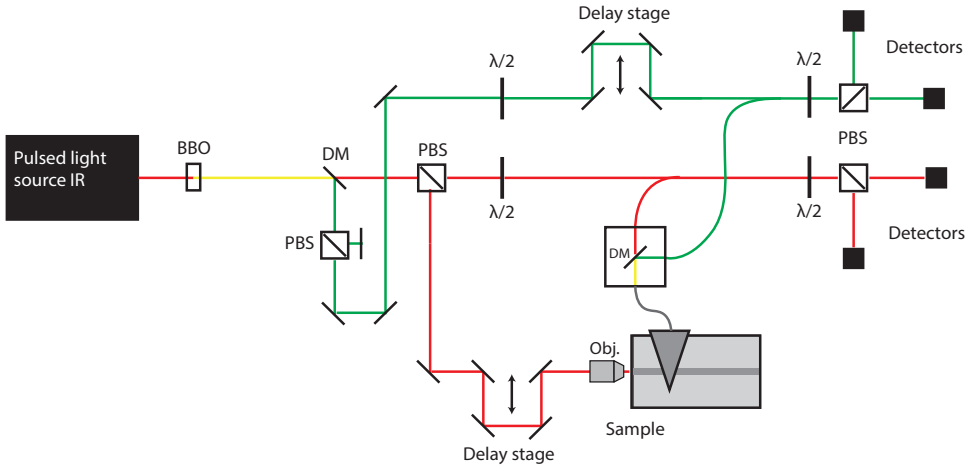 Delay stage
Detectors
λ/2
λ/2
PBS
Pulsed light
source IR
BBO
DM
PBS
λ/2
λ/2
Detectors
PBS
DM
Obj.
Sample
Delay stage